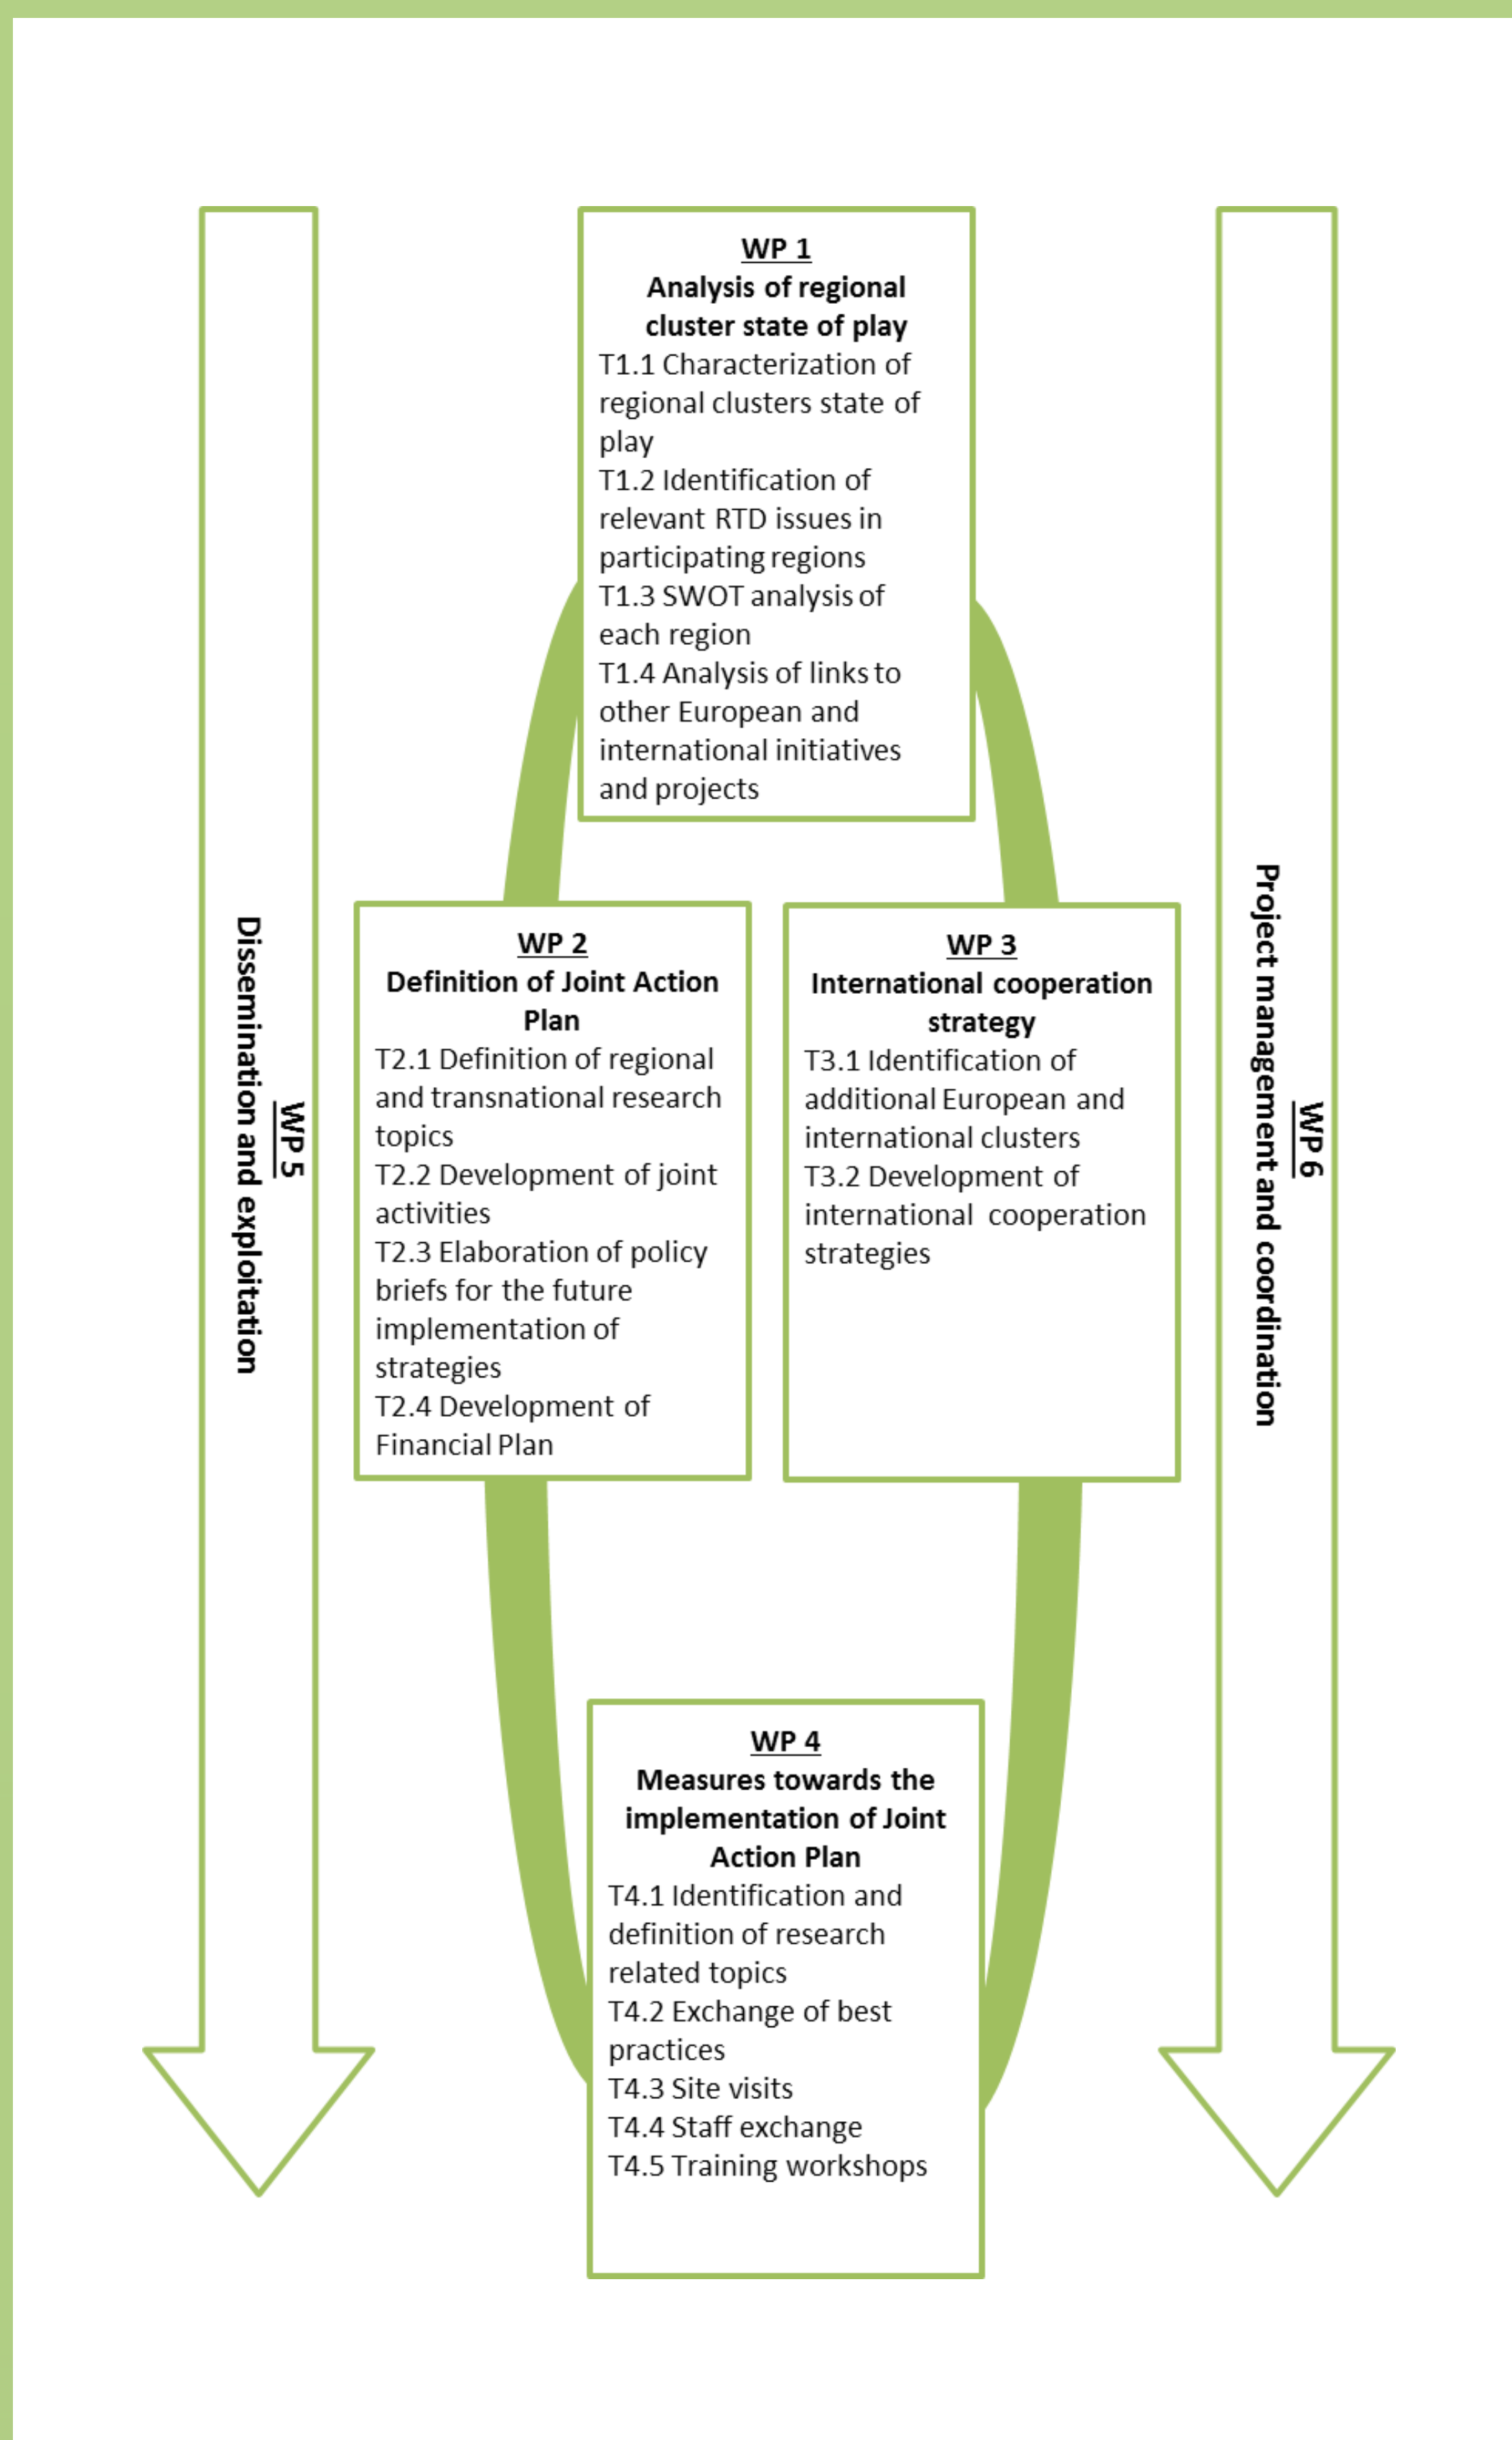 WP 1
Analysis of regional
cluster state of play
T1.1 Characterization of
regional clusters state of
play
T1.2 Identification of
relevant RTD issues in
participating regions
T1.3 SWOT analysis of
each region
T1.4 Analysis of links to
other European and
international initiatives
and projects
WP 2
Definition of Joint Action
Plan
T2.1 Definition of regional
and transnational research
topics
T2.2 Development of joint
activities
T2.3 Elaboration of policy
briefs for the future
implementation of
strategies
T2.4 Development of
Financial Plan
WP 3
International cooperation
strategy
T3.1 Identification of
additional European and
international clusters
T3.2 Development of
international cooperation
strategies
WP 4
Measures towards the
implementation of Joint
Action Plan
T4.1 Identification and
definition of research
related topics
T4.2 Exchange of best
practices
T4.3 Site visits
T4.4 Staff exchange
T4.5 Training workshops
WP 5
Dissemination and exploitation
WP 6
Project management and coordination